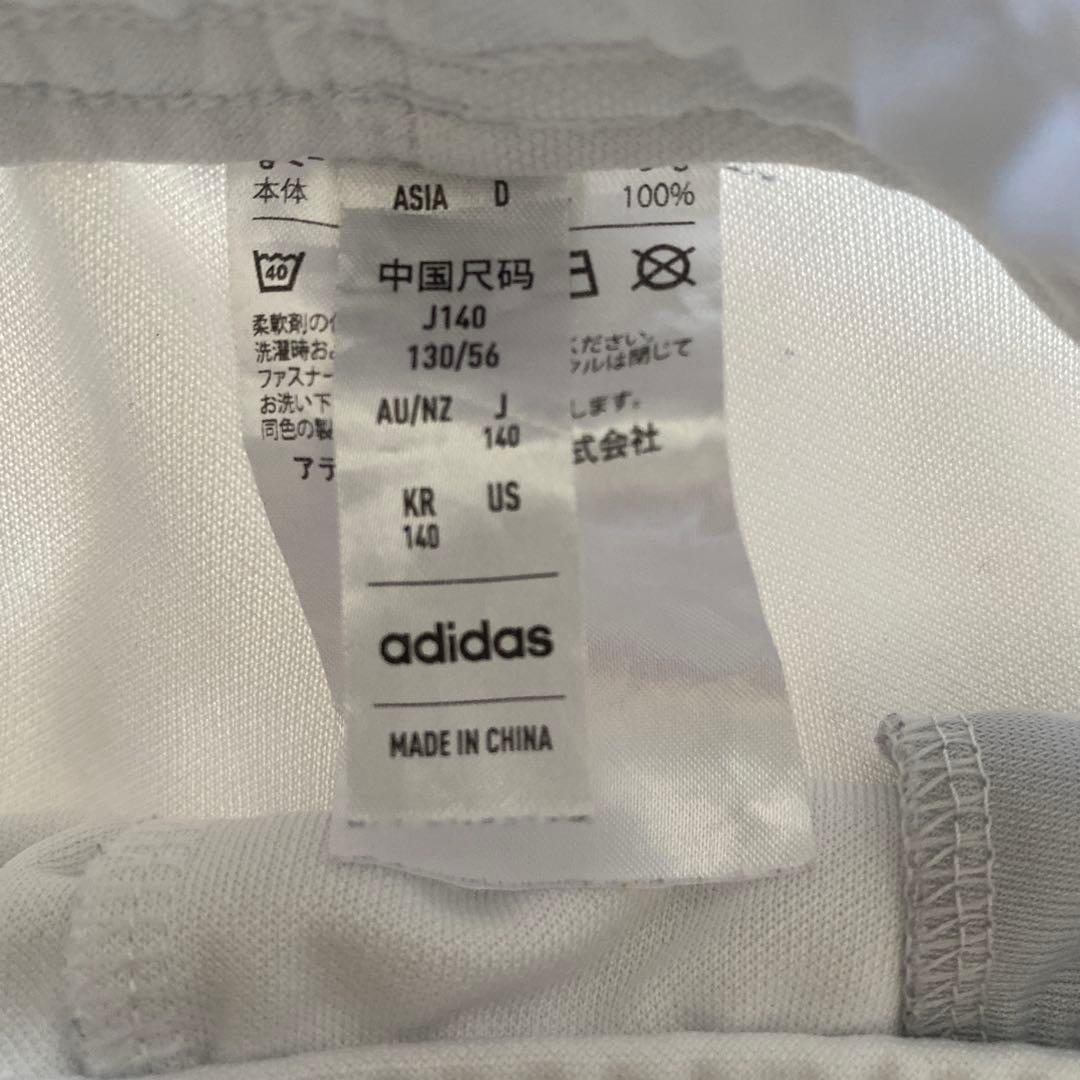 本体
100%
40
柔軟剤の
洗濯時お
ファスナー
お洗い下
同色の製
アデ
ください。
ルは閉じて
します。
式会社
ASIA D
中国尺码
J140
130/56
AU/NZ J
140
KR US
140
adidas
MADE IN CHINA